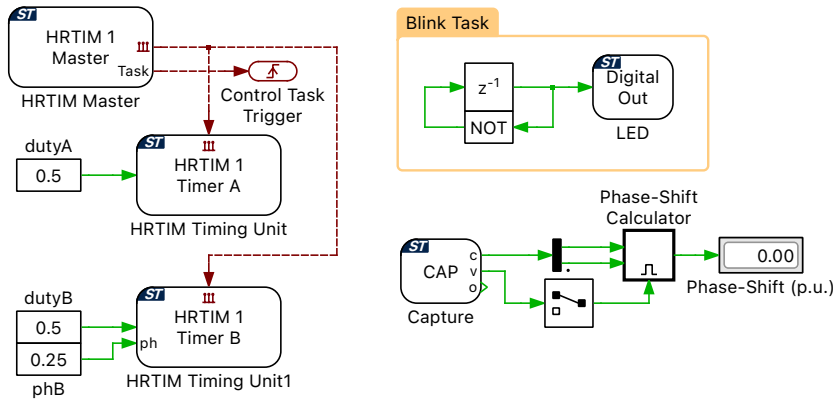 ST
HRTIM 1
Master
Task
HRTIM Master
Control Task
Trigger
dutyA
0.5
ST
HRTIM 1
Timer A
HRTIM Timing Unit
dutyB
0.5
0.25
phB
ST
HRTIM 1
Timer B
ph
HRTIM Timing Unit1
Blink Task
z-1
NOT
ST
Digital
Out
LED
ST
CAP
c
v
o
Capture
Phase-Shift
Calculator
0.00
Phase-Shift (p.u.)